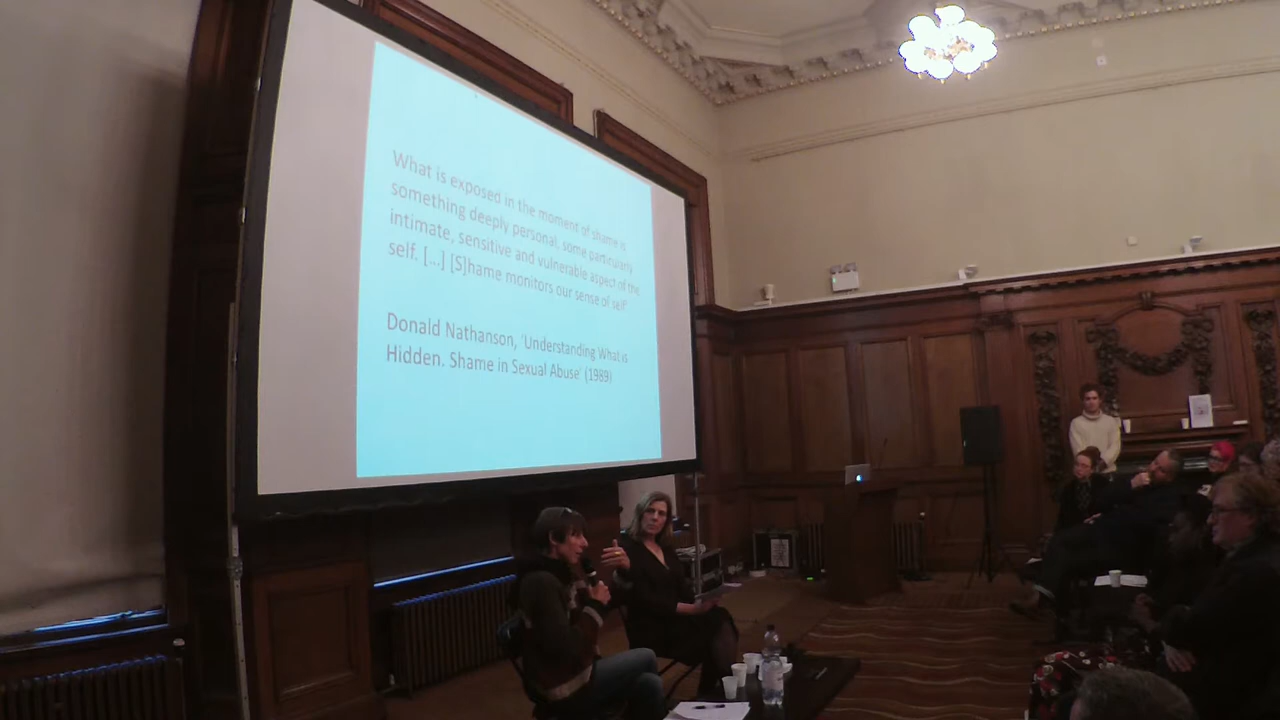 What is exposed in the moment of shame is
something deeply personal, some particularly
intimate, sensitive and vulnerable aspect of the
self. [...] [S]hame monitors our sense of self'
Donald Nathanson, 'Understanding What is
Hidden. Shame in Sexual Abuse' (1989)